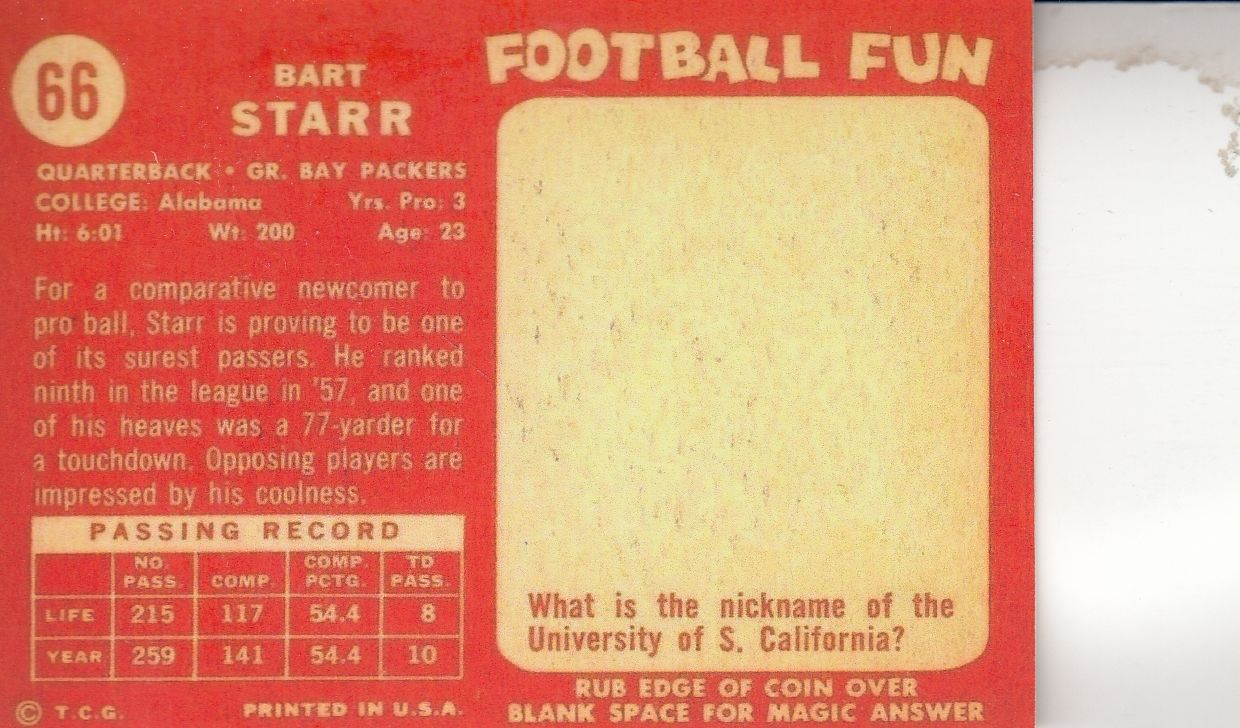 66
BART
STARR
QUARTERBACK • GR. BAY PACKERS
COLLEGE: Alabama Yrs. Pro: 3
Ht: 6:01 Wt: 200 Age: 23
For a comparative newcomer to
pro ball, Starr is proving to be one
of its surest passers. He ranked
ninth in the league in '57, and one
of his heaves was a 77-yarder for
a touchdown. Opposing players are
impressed by his coolness.
PASSING RECORD
NO. PASS. COMP. COMP. PCTG. TD PASS.
LIFE 215 117 54.4 8
YEAR 259 141 54.4 10
© T.C.G. PRINTED IN U.S.A.
FOOTBALL FUN
What is the nickname of the
University of S. California?
RUB EDGE OF COIN OVER
BLANK SPACE FOR MAGIC ANSWER